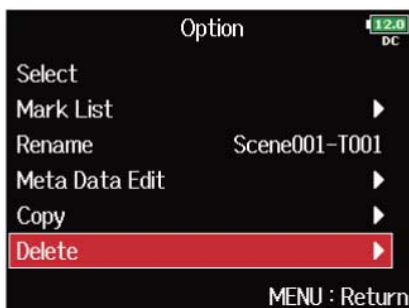 Option
12.0
DC
Select
Mark List
Rename Scene001-T001
Meta Data Edit
Copy
Delete
MENU : Return